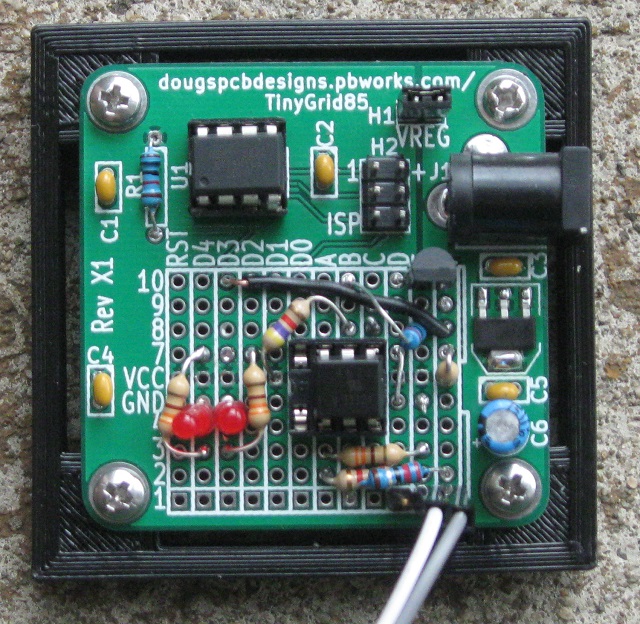 dougspcbdesigns.pbworks.com/
TinyGrid85
H1
VREG
H2
C2
1
+
J1
U1
R1
C1
ISP
RST
D4
D3
D2
D1
D0
A
B
C
D
Rev X1
10
9
8
7
VCC
GND
4
3
2
1
C3
C4
C5
C6
+